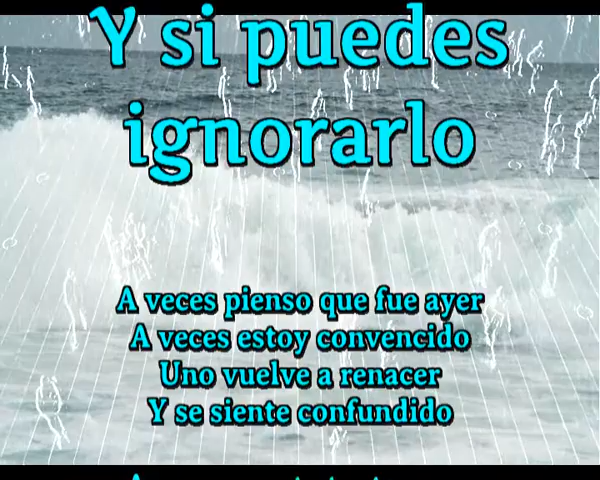 Y si puedes
ignorarlo
A veces pienso que fue ayer
A veces estoy convencido
Uno vuelve a renacer
Y se siente confundido